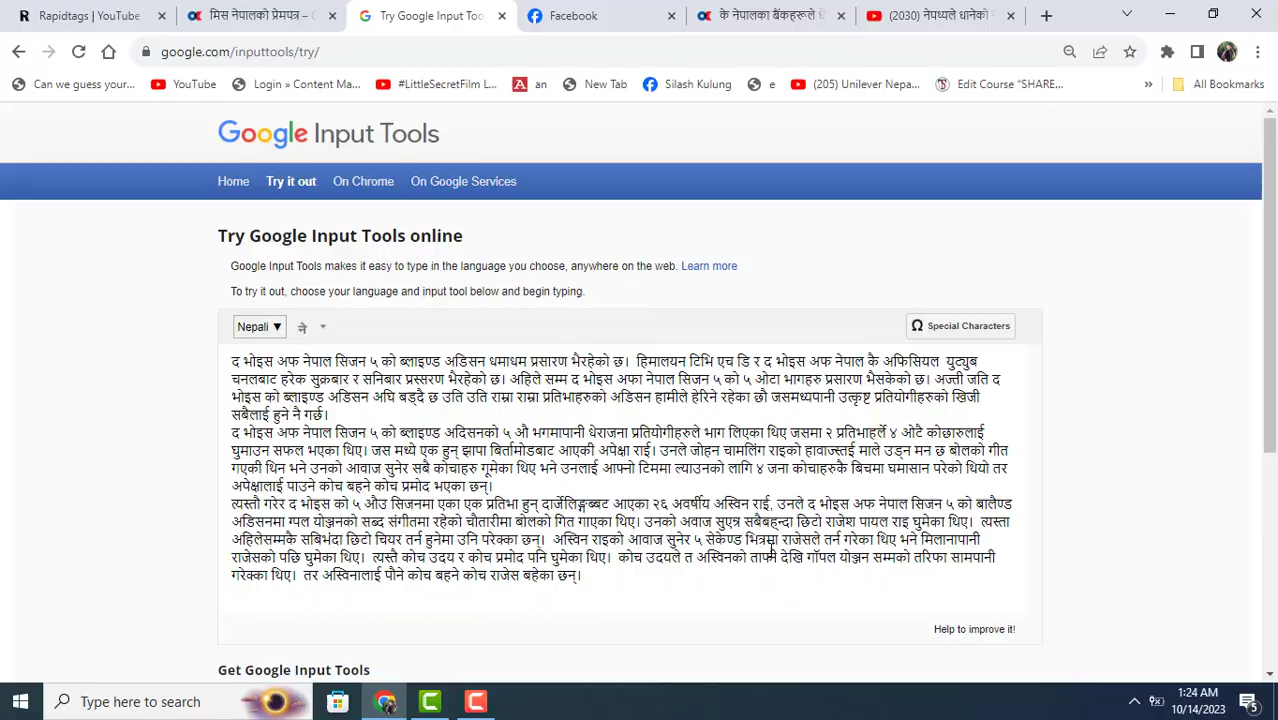 Rapidtags | YouTube
मिस नेपालको प्रेमपत्र –
Try Google Input Tools
Facebook
के नेपालका बैंकहरूले
(2030) नेपथ्यले धानेको
google.com/inputtools/try/
Can we guess your...
YouTube
Login » Content Ma...
#LittleSecretFilm L...
an
New Tab
Silash Kulung
e
(205) Unilever Nepa...
Edit Course “SHARE...
»
All Bookmarks
Google Input Tools
Home
Try it out
On Chrome
On Google Services
Try Google Input Tools online
Google Input Tools makes it easy to type in the language you choose, anywhere on the web. Learn more
To try it out, choose your language and input tool below and begin typing.
Nepali ▼
ने
Ω Special Characters
द भोइस अफ नेपाल सिजन ५ को ब्लाइण्ड अडिसन धमाधम प्रसारण भैरहेको छ। हिमालयन टिभि एच डि र द भोइस अफ नेपाल कै अफिसियल युट्युब
चनलबाट हरेक सुक्रबार र सनिबार प्रस्सरण भैरहेको छ। अहिले सम्म द भोइस अफा नेपाल सिजन ५ को ५ ओटा भागहरु प्रसारण भैसकेको छ। अज्ती जति द
भोइस को ब्लाइण्ड अडिसन अघि बड्दै छ उति उति राम्रा राम्रा प्रतिभाहरुको अडिसन हामीले हेरिने रहेका छौ जसमध्यपानी उत्कृष्ट प्रतियोगीहरुको खिजी
सबैलाई हुने नै गर्छ।
द भोइस अफ नेपाल सिजन ५ को ब्लाइण्ड अदिसनको ५ औ भगमापानी धेराजना प्रतियोगीहरुले भाग लिएका थिए जसमा २ प्रतिभाहर्ले ४ ओटै कोछारुलाई
घुमाउन सफल भएका थिए। जस मध्ये एक हुन् झापा बिर्तामोडबाट आएकी अपेक्षा राई। उनले जोहन चामलिंग राईको हावाज्स्तई माले उड्न मन छ बोलको गीत
गएकी थिन भने उनको आवाज सुनेर सबै कोचाहरु गूमेका थिए भने उनलाई आफ्नो टिममा ल्याउनको लागि ४ जना कोचाहरुकै बिचमा घमासान परेको थियो तर
अपेक्षालाई पाउने कोच बहने कोच प्रमोद भएका छन्।
त्यस्तौ गरेर द भोइस को ५ औउ सिजनमा एका एक प्रतिभा हुन् दार्जेलिङ्गब्बट आएका २६ अवर्षीय अस्विन राई, उनले द भोइस अफ नेपाल सिजन ५ को बालैण्ड
अडिसनमा ग्पल योञ्जनको सब्द संगीतमा रहेको चौतारीमा बोलको गित गाएका थिए। उनको अवाज सुएत्र सबैबहन्दा छिटो राजेश पायल राइ घुमेका थिए। त्यस्ता
अहिलेसम्मकै सबिभंदा छिटो चियर तर्न हुनेमा उनि परेक्का छन्। अस्विन राइको आवाज सुनेर ५ सेकेण्ड भित्रमा राजेसले तर्न गरेका थिए भने मिलानापानी
राजेसको पछि घुमेका थिए। त्यस्तै कोच उदय र कोच प्रमोद पनि घुमेका थिए। कोच उदयले त अस्विनको तार्फ देखि गॉपल योञ्जन सम्मको तरिफा सामपानी
गरेक्का थिए। तर अस्विनालाई पौने कोच बहने कोच राजेस बहेका छन्।
Help to improve it!
Get Google Input Tools
Type here to search
1:24 AM
10/14/2023
5